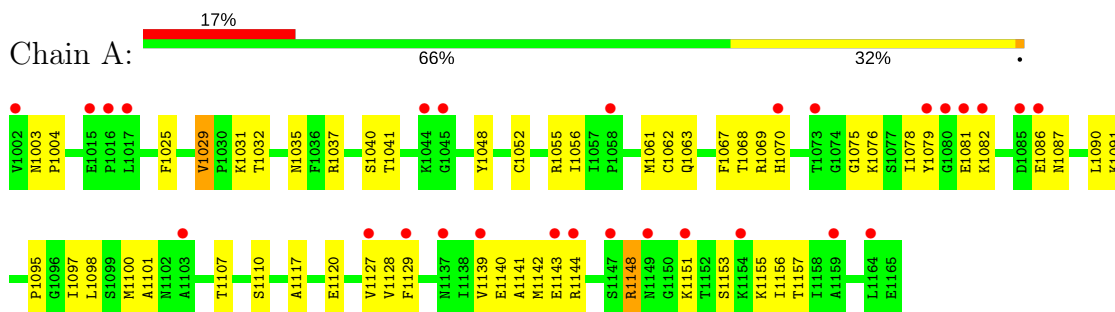 17%
Chain A:
66% 32% •
V1002 N1003 P1004 E1015 P1016 L1017 F1025 V1029 P1030 K1031 T1032 N1035 F1036 R1037 S1040 T1041 K1044 G1045 Y1048 C1052 R1055 I1056 I1057 P1058 M1061 C1062 Q1063 F1067 T1068 R1069 H1070 T1073 G1074 G1075 K1076 S1077 I1078 Y1079 G1080 E1081 K1082 D1085 E1086 N1087 L1090 K1091
P1095 G1096 I1097 L1098 S1099 M1100 A1101 N1102 A1103 T1107 S1110 A1117 E1120 V1127 V1128 F1129 N1137 I1138 V1139 E1140 A1141 M1142 E1143 R1144 S1147 R1148 N1149 G1150 K1151 T1152 S1153 K1154 K1155 I1156 T1157 I1158 A1159 L1164 E1165